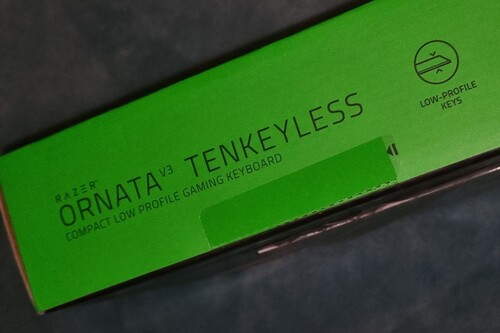 RAZER
ORNATA V3 TENKEYLESS
COMPACT LOW PROFILE GAMING KEYBOARD
LOW-PROFILE
KEYS